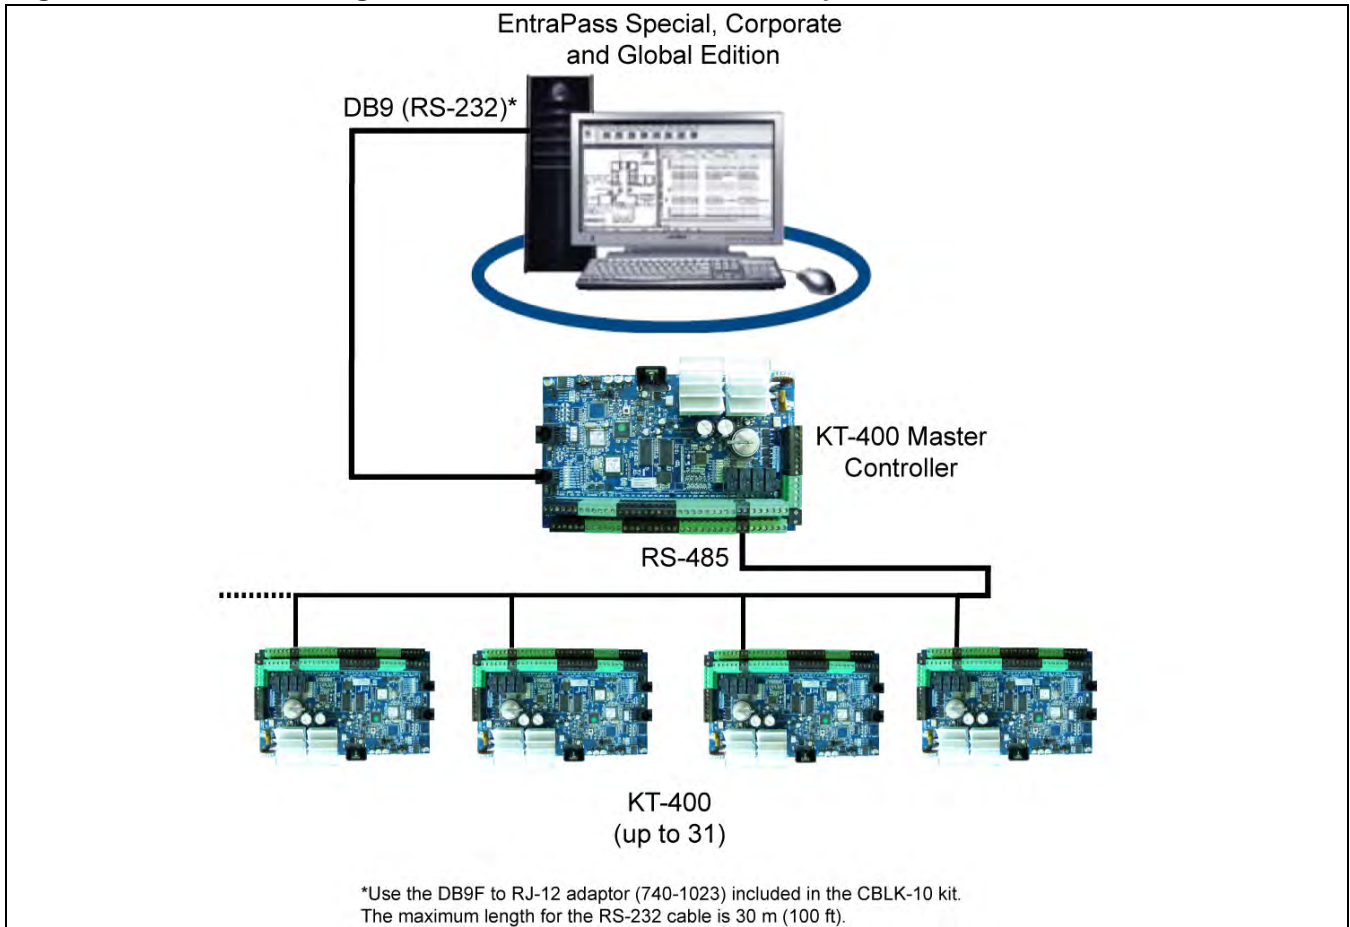 EntraPass Special, Corporate
and Global Edition
DB9 (RS-232)*
KT-400 Master
Controller
RS-485
KT-400
(up to 31)
*Use the DB9F to RJ-12 adaptor (740-1023) included in the CBLK-10 kit.
The maximum length for the RS-232 cable is 30 m (100 ft).